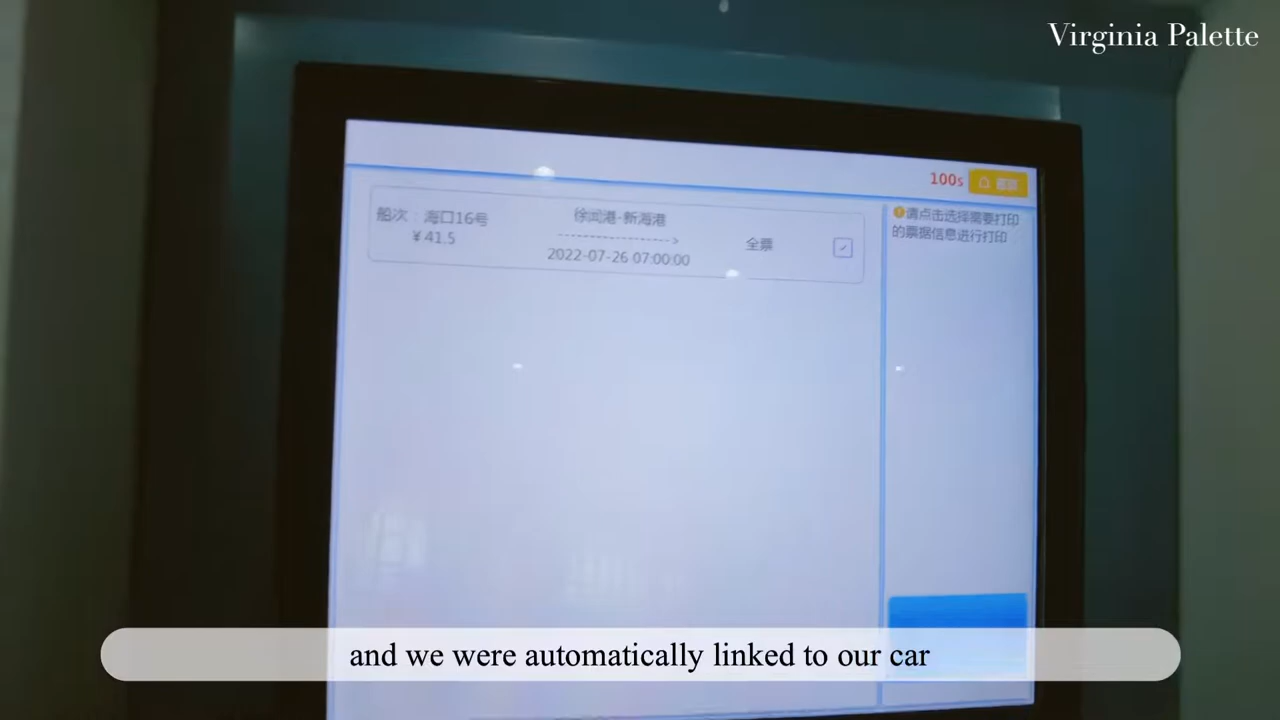 Virginia Palette
100s
船次：海口16号
￥41.5
徐闻港-新海港
2022-07-26 07:00:00
全票
请点击选择需要打印
的票据信息进行打印
and we were automatically linked to our car